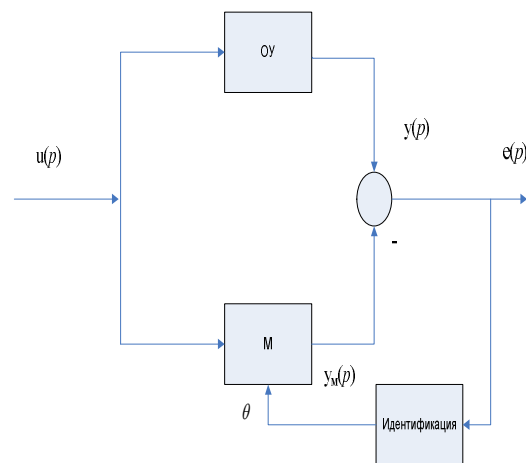 ОУ
y(p)
u(p)
e(p)
-
М
yм(p)
θ
Идентификация